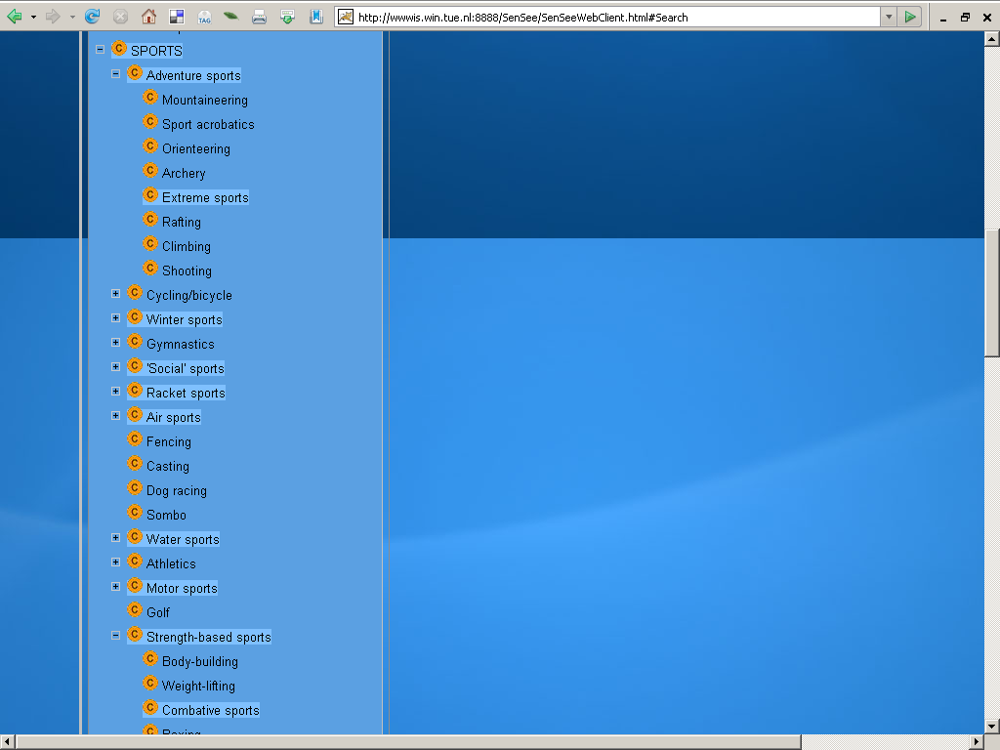 TAG
http://wwwis.win.tue.nl:8888/SenSee/SenSeeWebClient.html#Search
C SPORTS
C Adventure sports
C Mountaineering
C Sport acrobatics
C Orienteering
C Archery
C Extreme sports
C Rafting
C Climbing
C Shooting
C Cycling/bicycle
C Winter sports
C Gymnastics
C 'Social' sports
C Racket sports
C Air sports
C Fencing
C Casting
C Dog racing
C Sombo
C Water sports
C Athletics
C Motor sports
C Golf
C Strength-based sports
C Body-building
C Weight-lifting
C Combative sports
C Boxing